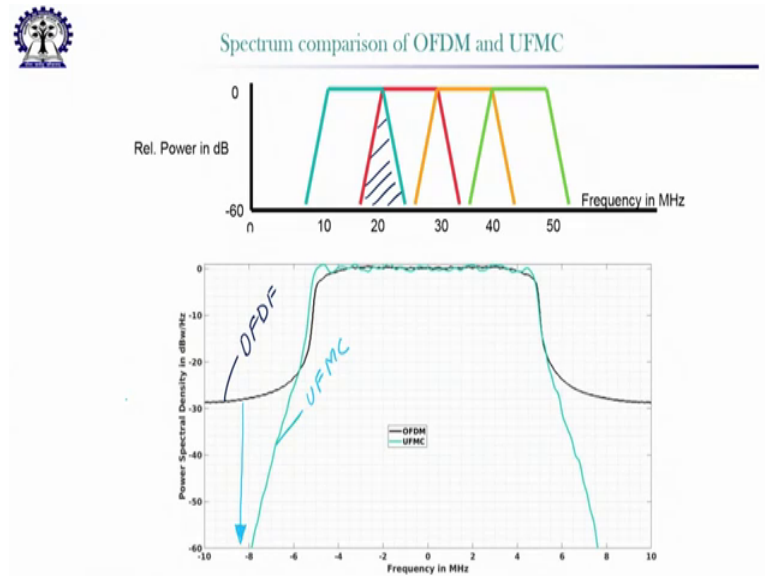 Spectrum comparison of OFDM and UFMC
0
Rel. Power in dB
-60
Frequency in MHz
0 10 20 30 40 50
0
-10
-20
-30
-40
-50
-60
Power Spectral Density in dBw/Hz
OFDF
UFMC
OFDM
UFMC
-10 -8 -6 -4 -2 0 2 4 6 8 10
Frequency in MHz